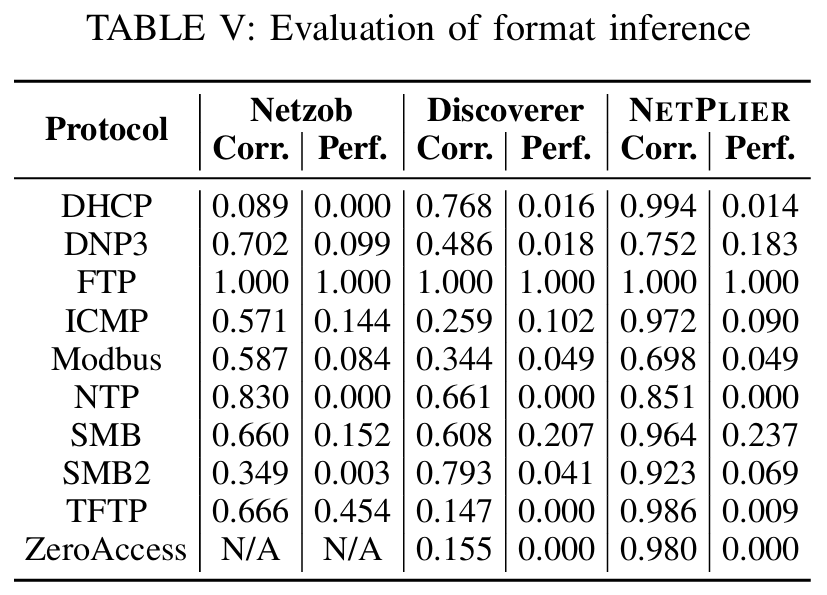 TABLE V: Evaluation of format inference
Protocol Netzob Discoverer NETPLIER
Corr. Perf. Corr. Perf. Corr. Perf.
DHCP 0.089 0.000 0.768 0.016 0.994 0.014
DNP3 0.702 0.099 0.486 0.018 0.752 0.183
FTP 1.000 1.000 1.000 1.000 1.000 1.000
ICMP 0.571 0.144 0.259 0.102 0.972 0.090
Modbus 0.587 0.084 0.344 0.049 0.698 0.049
NTP 0.830 0.000 0.661 0.000 0.851 0.000
SMB 0.660 0.152 0.608 0.207 0.964 0.237
SMB2 0.349 0.003 0.793 0.041 0.923 0.069
TFTP 0.666 0.454 0.147 0.000 0.986 0.009
ZeroAccess N/A N/A 0.155 0.000 0.980 0.000